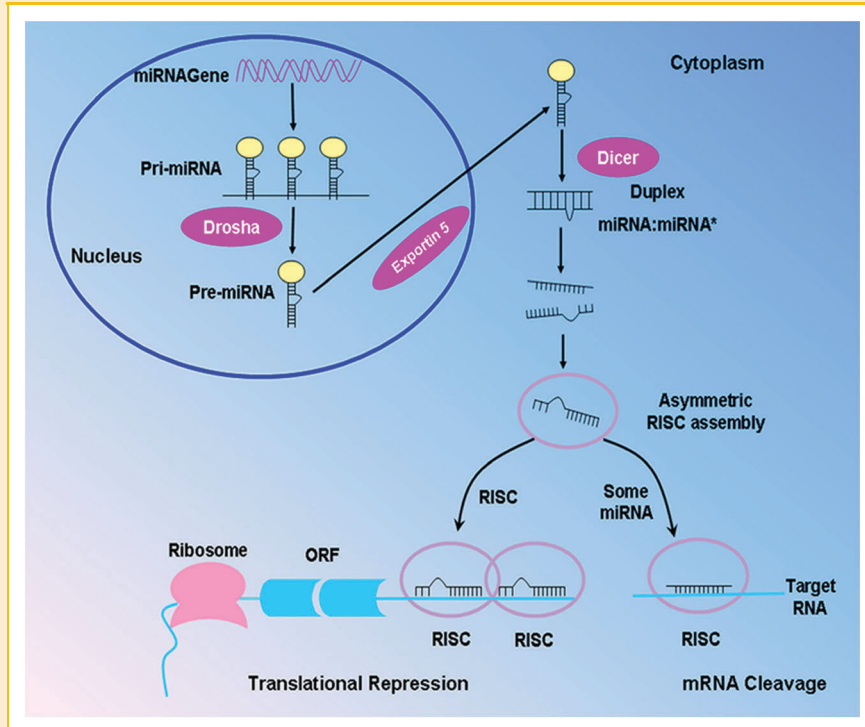 miRNAGene
Cytoplasm
Pri-miRNA
Dicer
Drosha
Duplex
miRNA:miRNA*
Nucleus
Exportin 5
Pre-miRNA
Asymmetric
RISC assembly
RISC
Some
miRNA
Ribosome
ORF
Target
RNA
RISC
RISC
RISC
Translational Repression
mRNA Cleavage